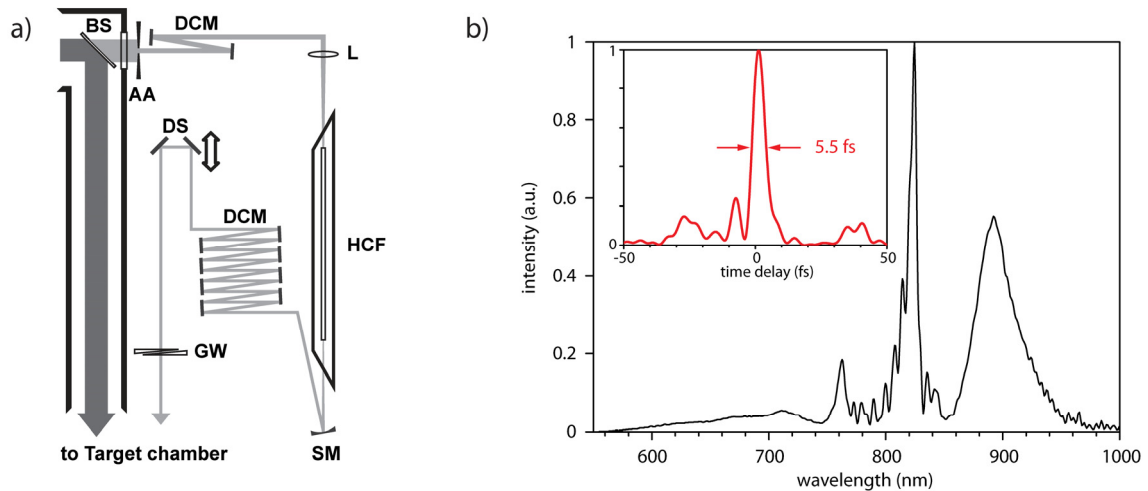 a)
BS
DCM
L
AA
DS
DCM
HCF
GW
to Target chamber
SM
b)
1
0.8
0.6
0.4
0.2
0
intensity (a.u.)
600
700
800
900
1000
wavelength (nm)
1
0
-50
0
50
time delay (fs)
5.5 fs